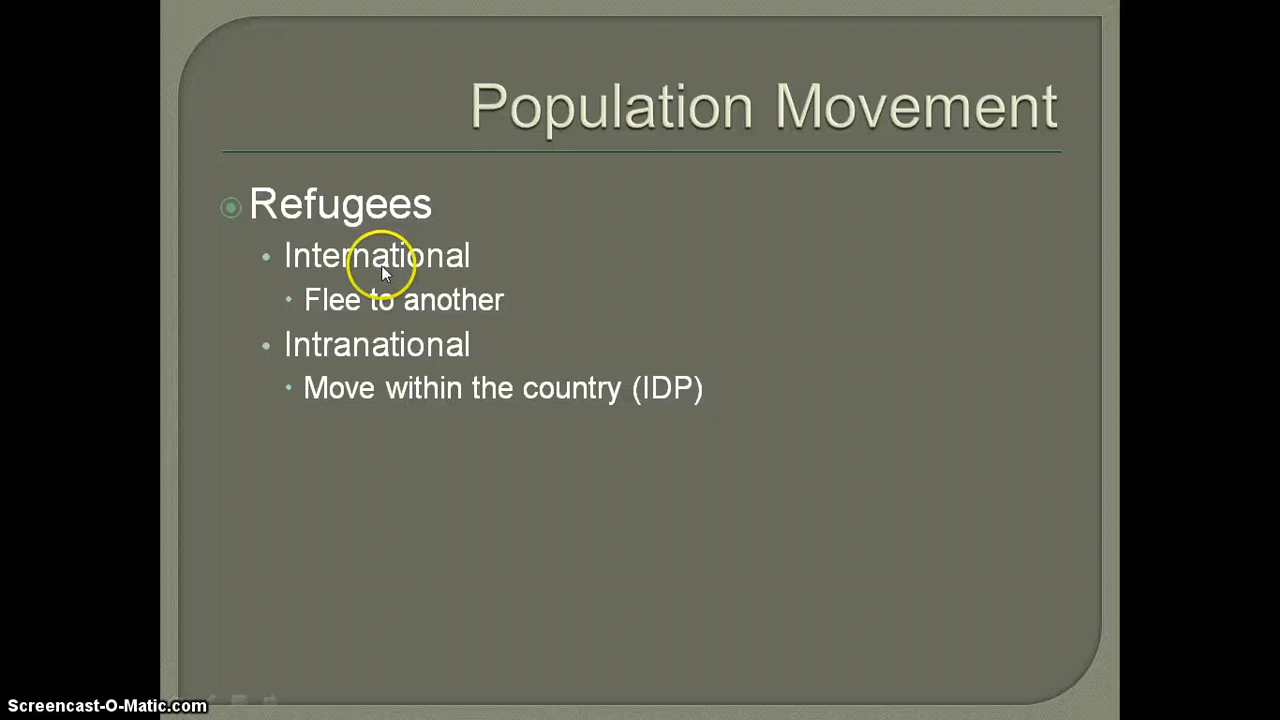 Population Movement
Refugees
International
Flee to another
Intranational
Move within the country (IDP)
Screencast-O-Matic.com